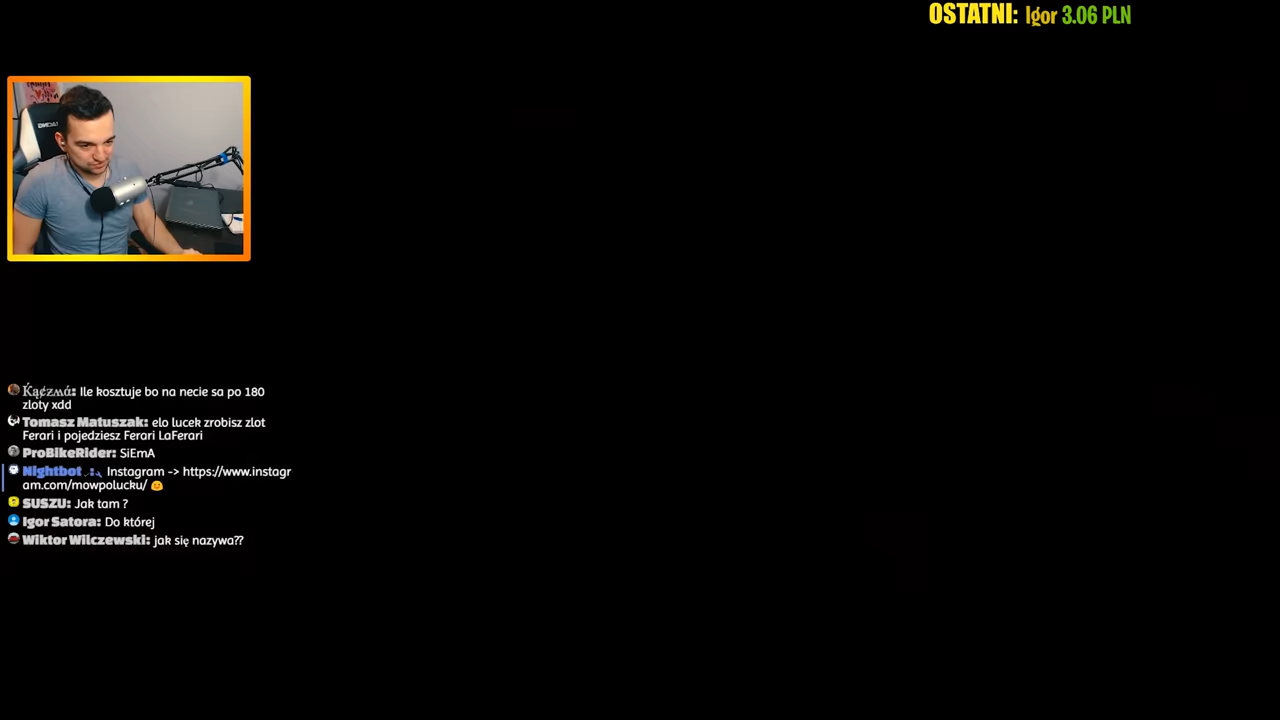 OSTATNI: Igor 3.06 PLN
Ile kosztuje bo na necie sa po 180
zloty xdd
Tomasz Matuszak: elo lucek zrobisz zlot
Ferari i pojedziesz Ferari LaFerari
ProBikeRider: SiEmA
Nightbot Instagram -> https://www.instagr
am.com/mowpolucku/
SUSZU: Jak tam ?
Igor Satora: Do której
Wiktor Wilczewski: jak się nazywa??